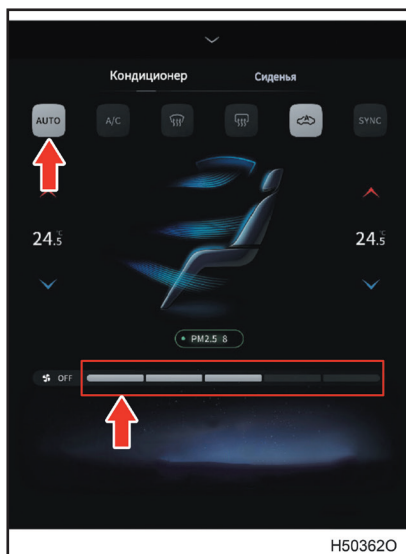 Кондиционер Сиденья
AUTO A/C SYNC
24.5 °C 24.5 °C
PM2.5 8
OFF
H50362O